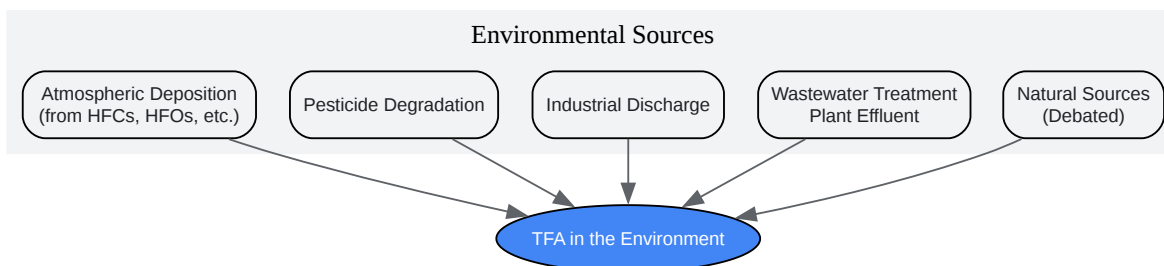 Environmental Sources
Atmospheric Deposition
(from HFCs, HFOs, etc.)
Pesticide Degradation
Industrial Discharge
Wastewater Treatment
Plant Effluent
Natural Sources
(Debated)
TFA in the Environment